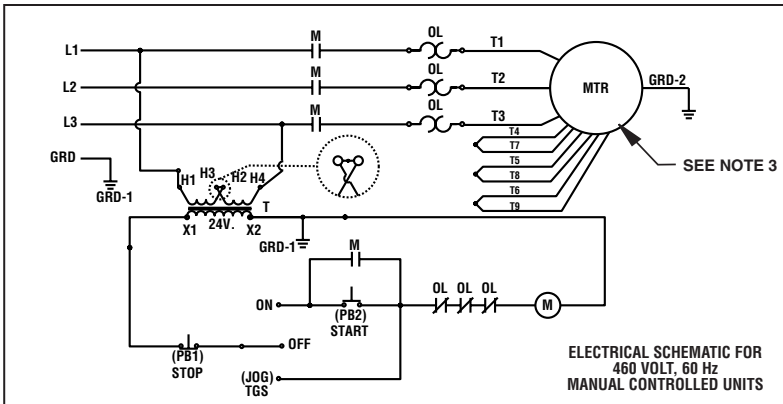 L1
M
OL
T1
L2
M
OL
T2
MTR
GRD-2
L3
M
OL
T3
T4
T7
GRD
T5
T8
SEE NOTE 3
H1
H3
H2
H4
T6
T9
GRD-1
T
X1
24V.
X2
GRD-1
M
OL
OL
OL
ON
M
(PB2)
START
OFF
(PB1)
STOP
(JOG)
TGS
ELECTRICAL SCHEMATIC FOR
460 VOLT, 60 Hz
MANUAL CONTROLLED UNITS